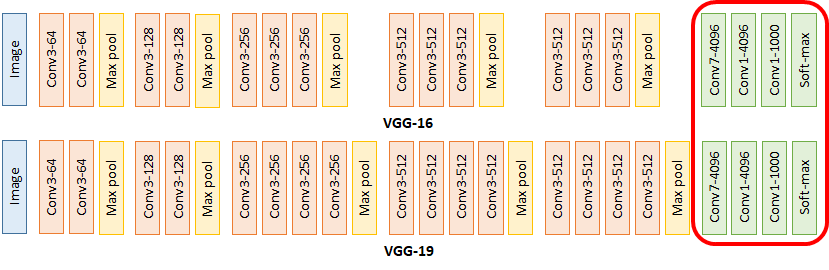 Image
Conv3-64
Conv3-64
Max pool
Conv3-128
Conv3-128
Max pool
Conv3-256
Conv3-256
Conv3-256
Max pool
Conv3-512
Conv3-512
Conv3-512
Max pool
Conv3-512
Conv3-512
Conv3-512
Max pool
Conv7-4096
Conv1-4096
Conv1-1000
Soft-max
VGG-16
Image
Conv3-64
Conv3-64
Max pool
Conv3-128
Conv3-128
Max pool
Conv3-256
Conv3-256
Conv3-256
Conv3-256
Max pool
Conv3-512
Conv3-512
Conv3-512
Conv3-512
Max pool
Conv3-512
Conv3-512
Conv3-512
Conv3-512
Max pool
Conv7-4096
Conv1-4096
Conv1-1000
Soft-max
VGG-19